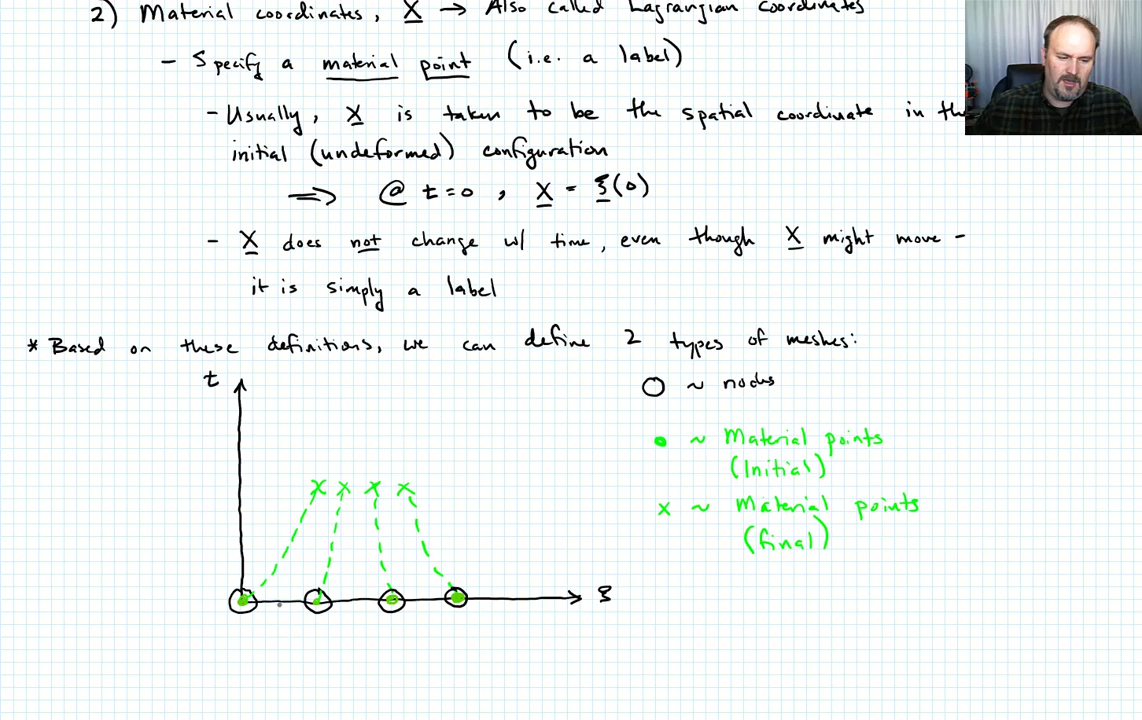 2) Material coordinates, X → Also called Lagrangian coordinates
- Specify a material point (i.e. a label)
- Usually, X is taken to be the spatial coordinate in the
initial (undeformed) configuration
⟹ @ t=0 , X = ξ(0)
- X does not change w/ time, even though X might move -
it is simply a label
* Based on these definitions, we can define 2 types of meshes:
t
○ ~ nodes
● ~ Material points
(Initial)
x ~ Material points
(final)
x x x x
ξ